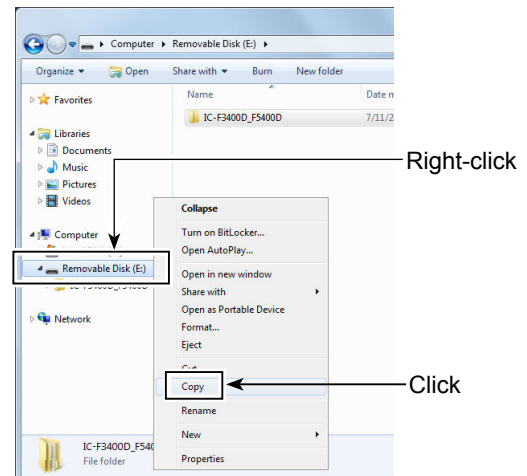 Computer ▸ Removable Disk (E:) ▸
Organize ▾ Open Share with ▾ Burn New folder
Favorites
Libraries
Documents
Music
Pictures
Videos
Computer
Removable Disk (E:)
Network
Name Date
IC-F3400D_F5400D 7/11/2
Right-click
Collapse
Turn on BitLocker...
Open AutoPlay...
Open in new window
Share with
Open as Portable Device
Format...
Eject
Cut
Copy
Click
Rename
New
Properties
IC-F3400D_F540
File folder